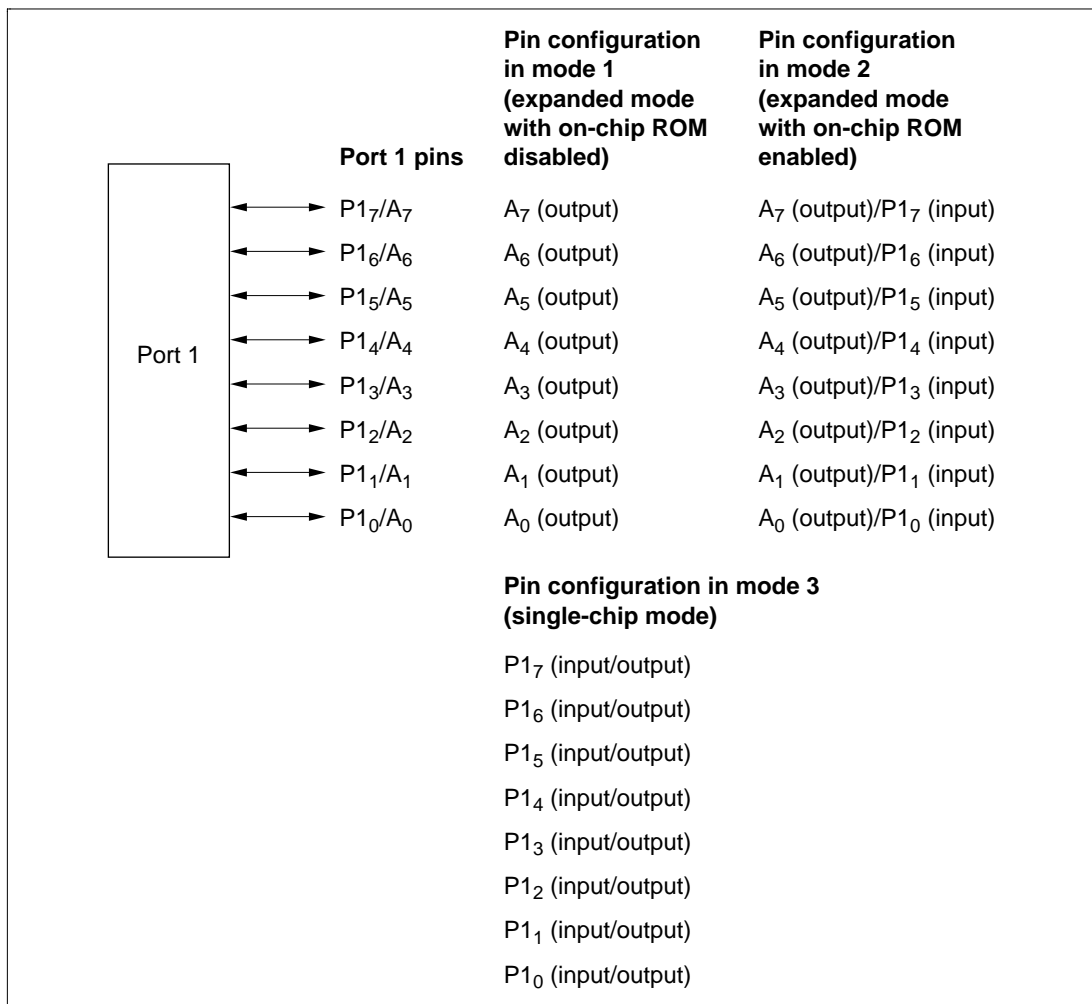 Pin configuration
in mode 1
(expanded mode
with on-chip ROM
disabled)
Pin configuration
in mode 2
(expanded mode
with on-chip ROM
enabled)
Port 1 pins
Port 1
P1₇/A₇ A₇ (output) A₇ (output)/P1₇ (input)
P1₆/A₆ A₆ (output) A₆ (output)/P1₆ (input)
P1₅/A₅ A₅ (output) A₅ (output)/P1₅ (input)
P1₄/A₄ A₄ (output) A₄ (output)/P1₄ (input)
P1₃/A₃ A₃ (output) A₃ (output)/P1₃ (input)
P1₂/A₂ A₂ (output) A₂ (output)/P1₂ (input)
P1₁/A₁ A₁ (output) A₁ (output)/P1₁ (input)
P1₀/A₀ A₀ (output) A₀ (output)/P1₀ (input)
Pin configuration in mode 3
(single-chip mode)
P1₇ (input/output)
P1₆ (input/output)
P1₅ (input/output)
P1₄ (input/output)
P1₃ (input/output)
P1₂ (input/output)
P1₁ (input/output)
P1₀ (input/output)